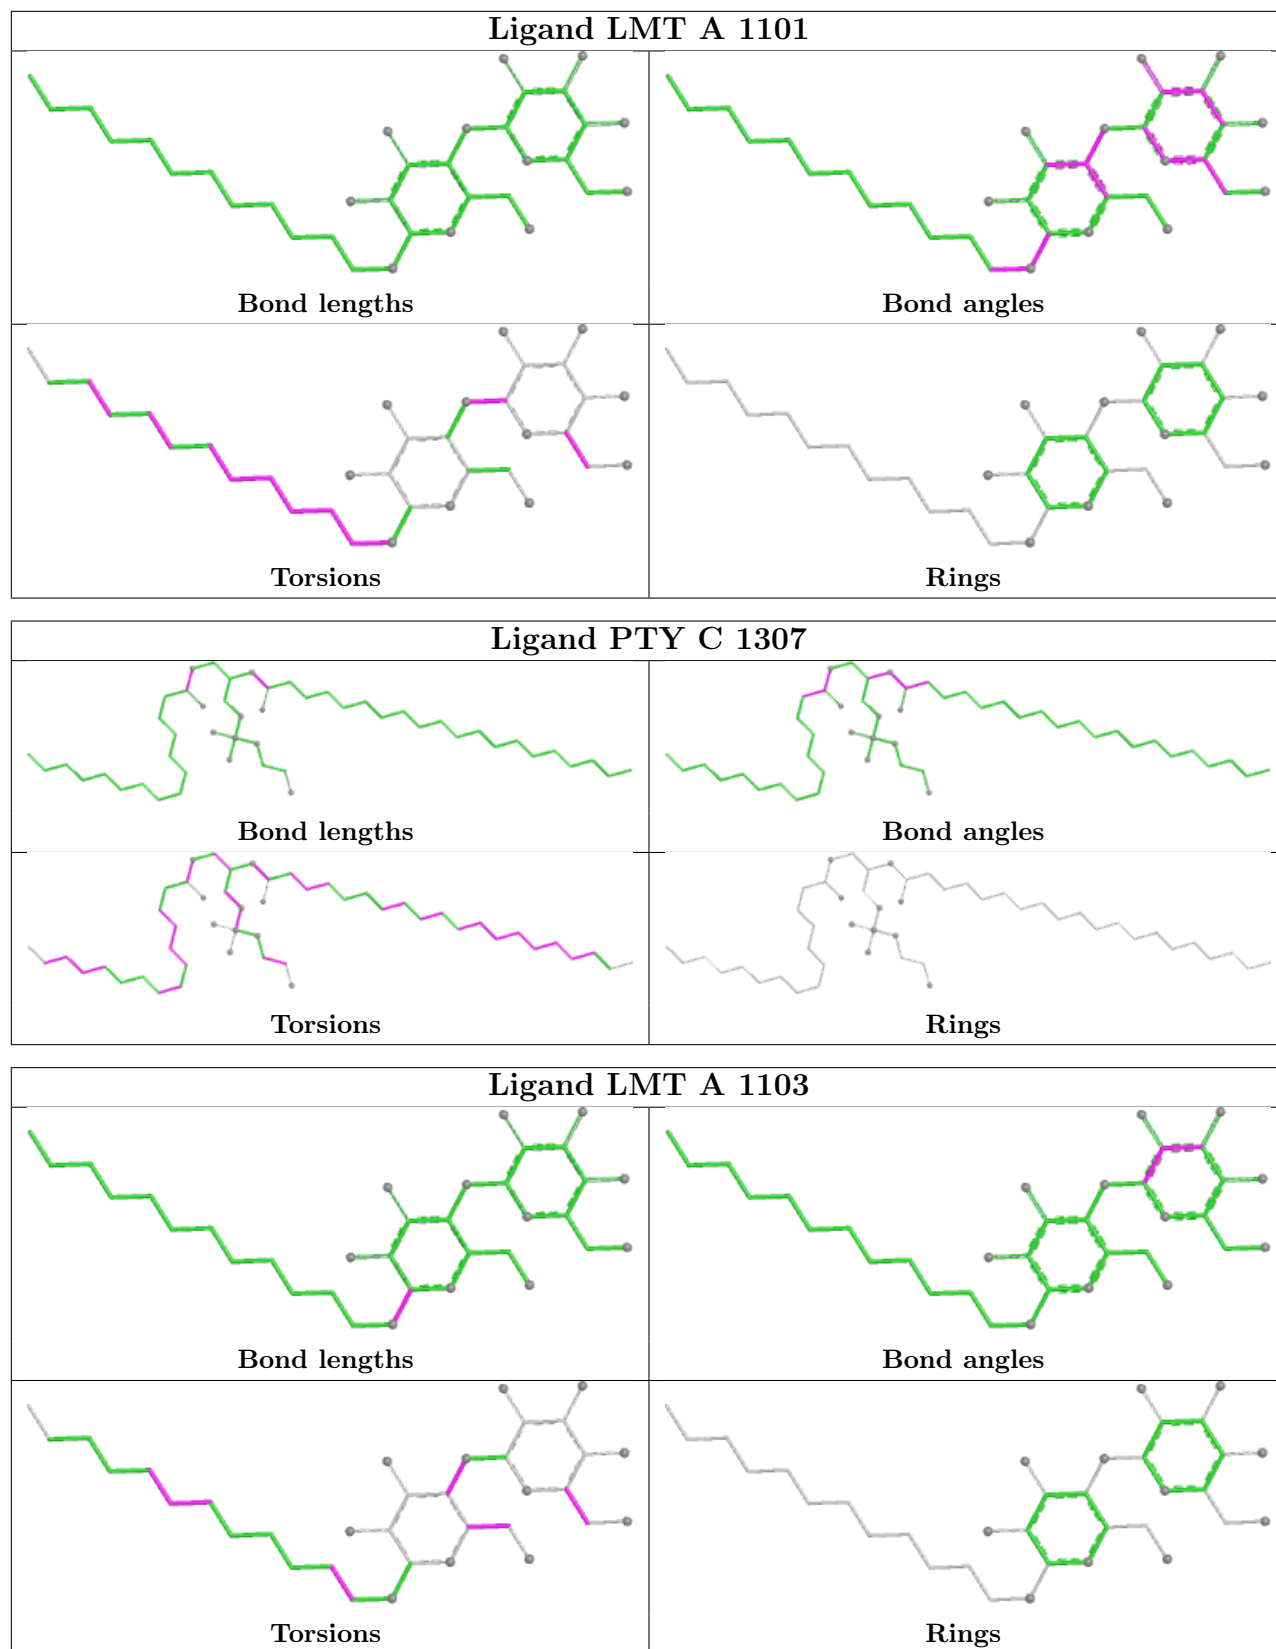 Ligand LMT A 1101
Bond lengths
Bond angles
Torsions
Rings
Ligand PTY C 1307
Bond lengths
Bond angles
Torsions
Rings
Ligand LMT A 1103
Bond lengths
Bond angles
Torsions
Rings